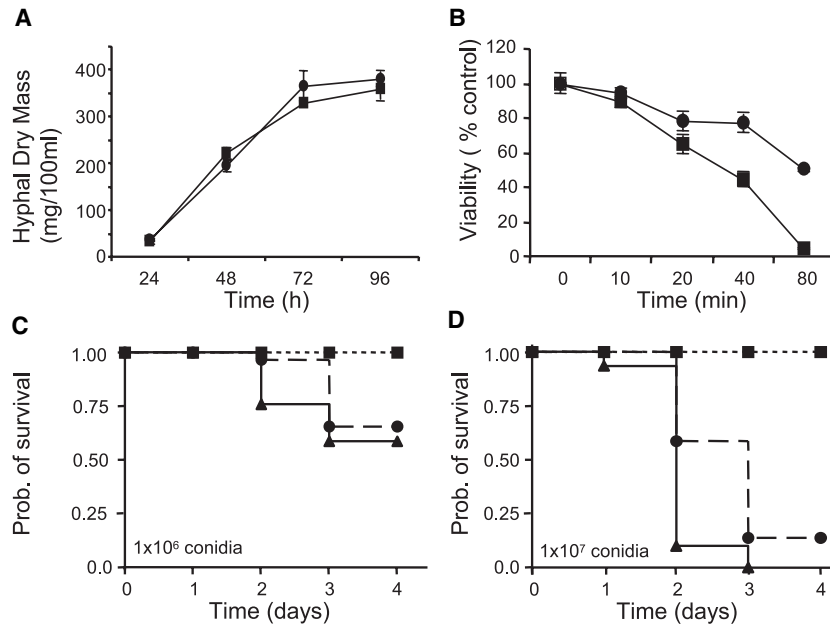 A
Hyphal Dry Mass
(mg/100ml)
400
300
200
100
0
24 48 72 96
Time (h)
B
Viability ( % control)
120
100
80
60
40
20
0
0 10 20 40 80
Time (min)
C
Prob. of survival
1.00
0.75
0.50
0.25
0.0
1x10⁶ conidia
0 1 2 3 4
Time (days)
D
Prob. of survival
1.00
0.75
0.50
0.25
0.0
1x10⁷ conidia
0 1 2 3 4
Time (days)